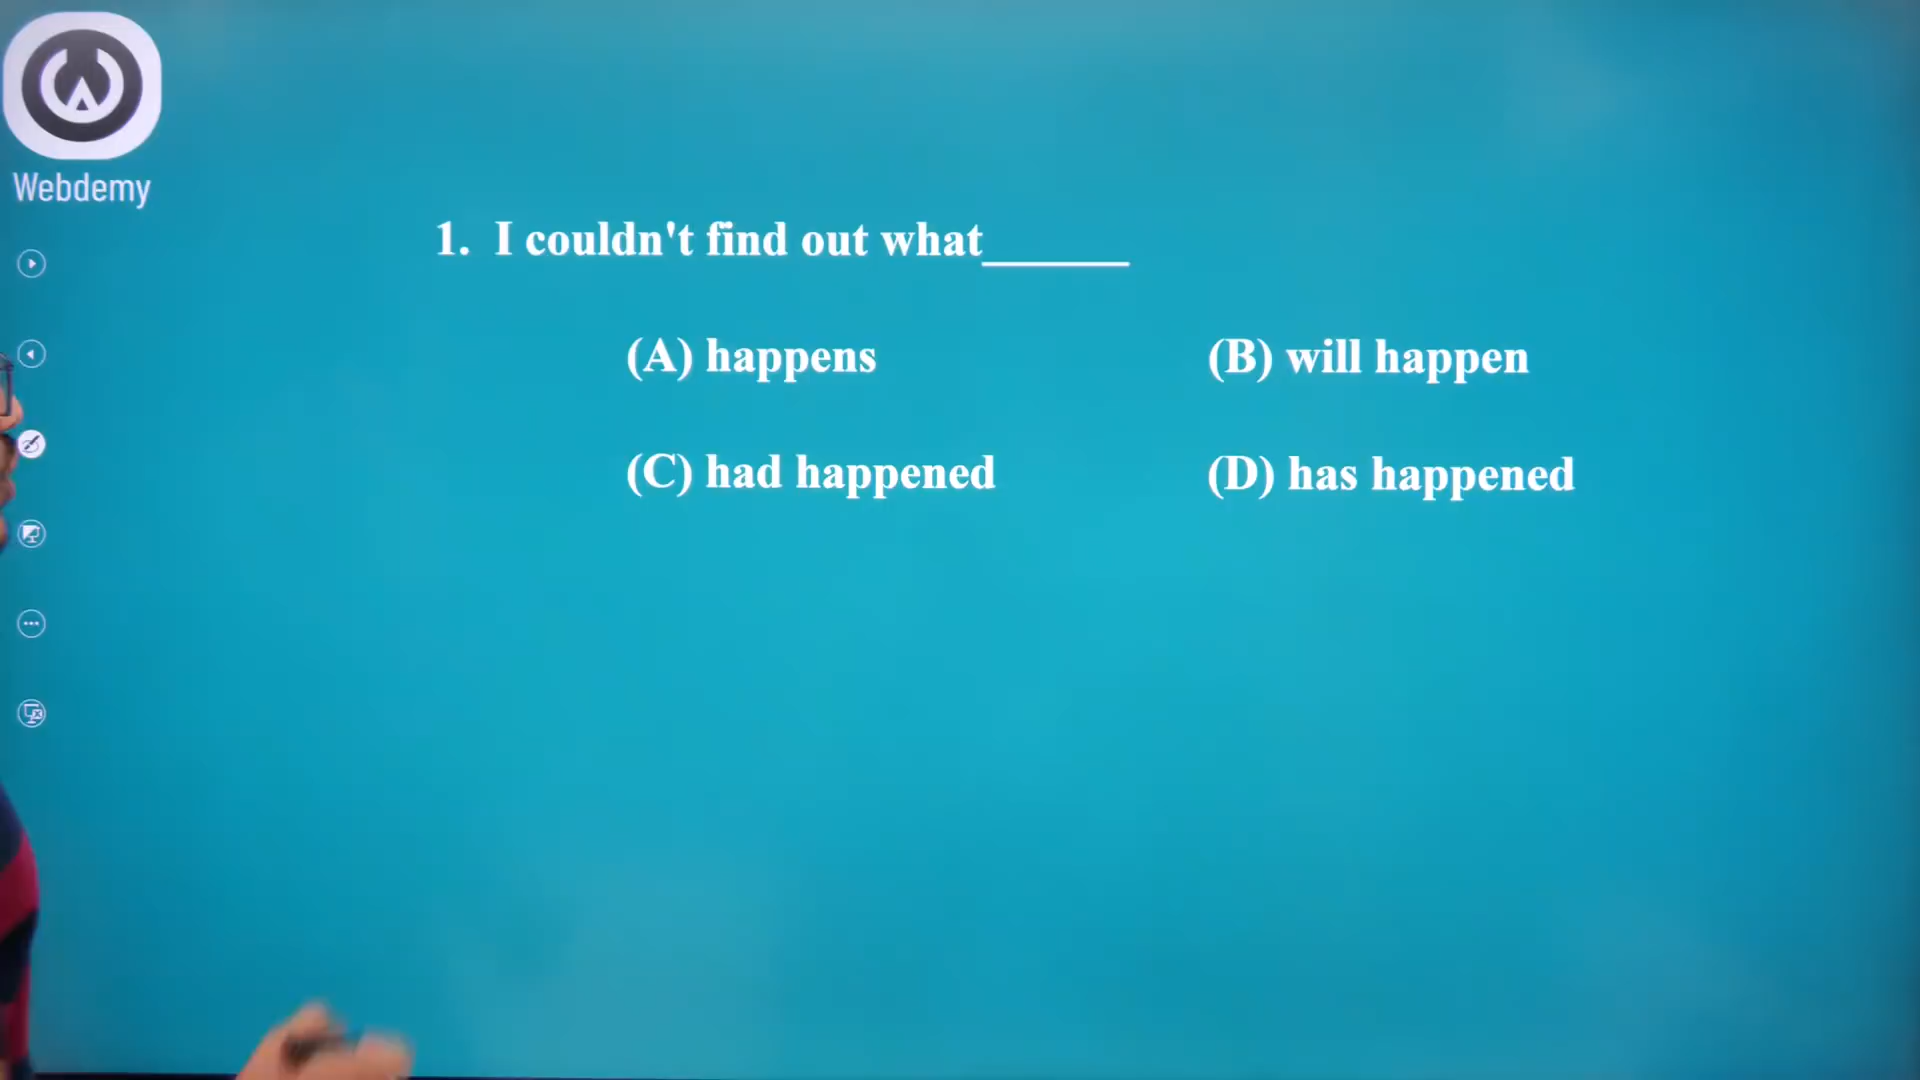 Webdemy
1. I couldn't find out what______
(A) happens (B) will happen
(C) had happened (D) has happened